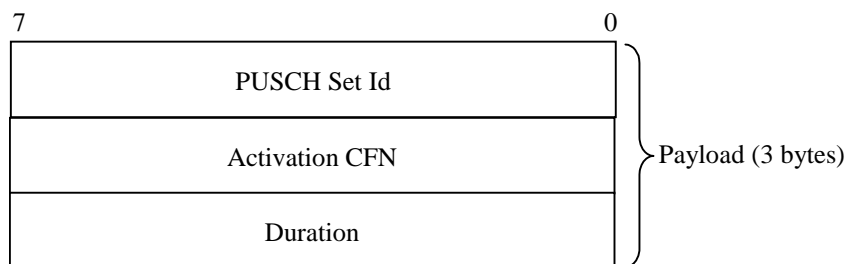 7 0
PUSCH Set Id
Activation CFN
Payload (3 bytes)
Duration